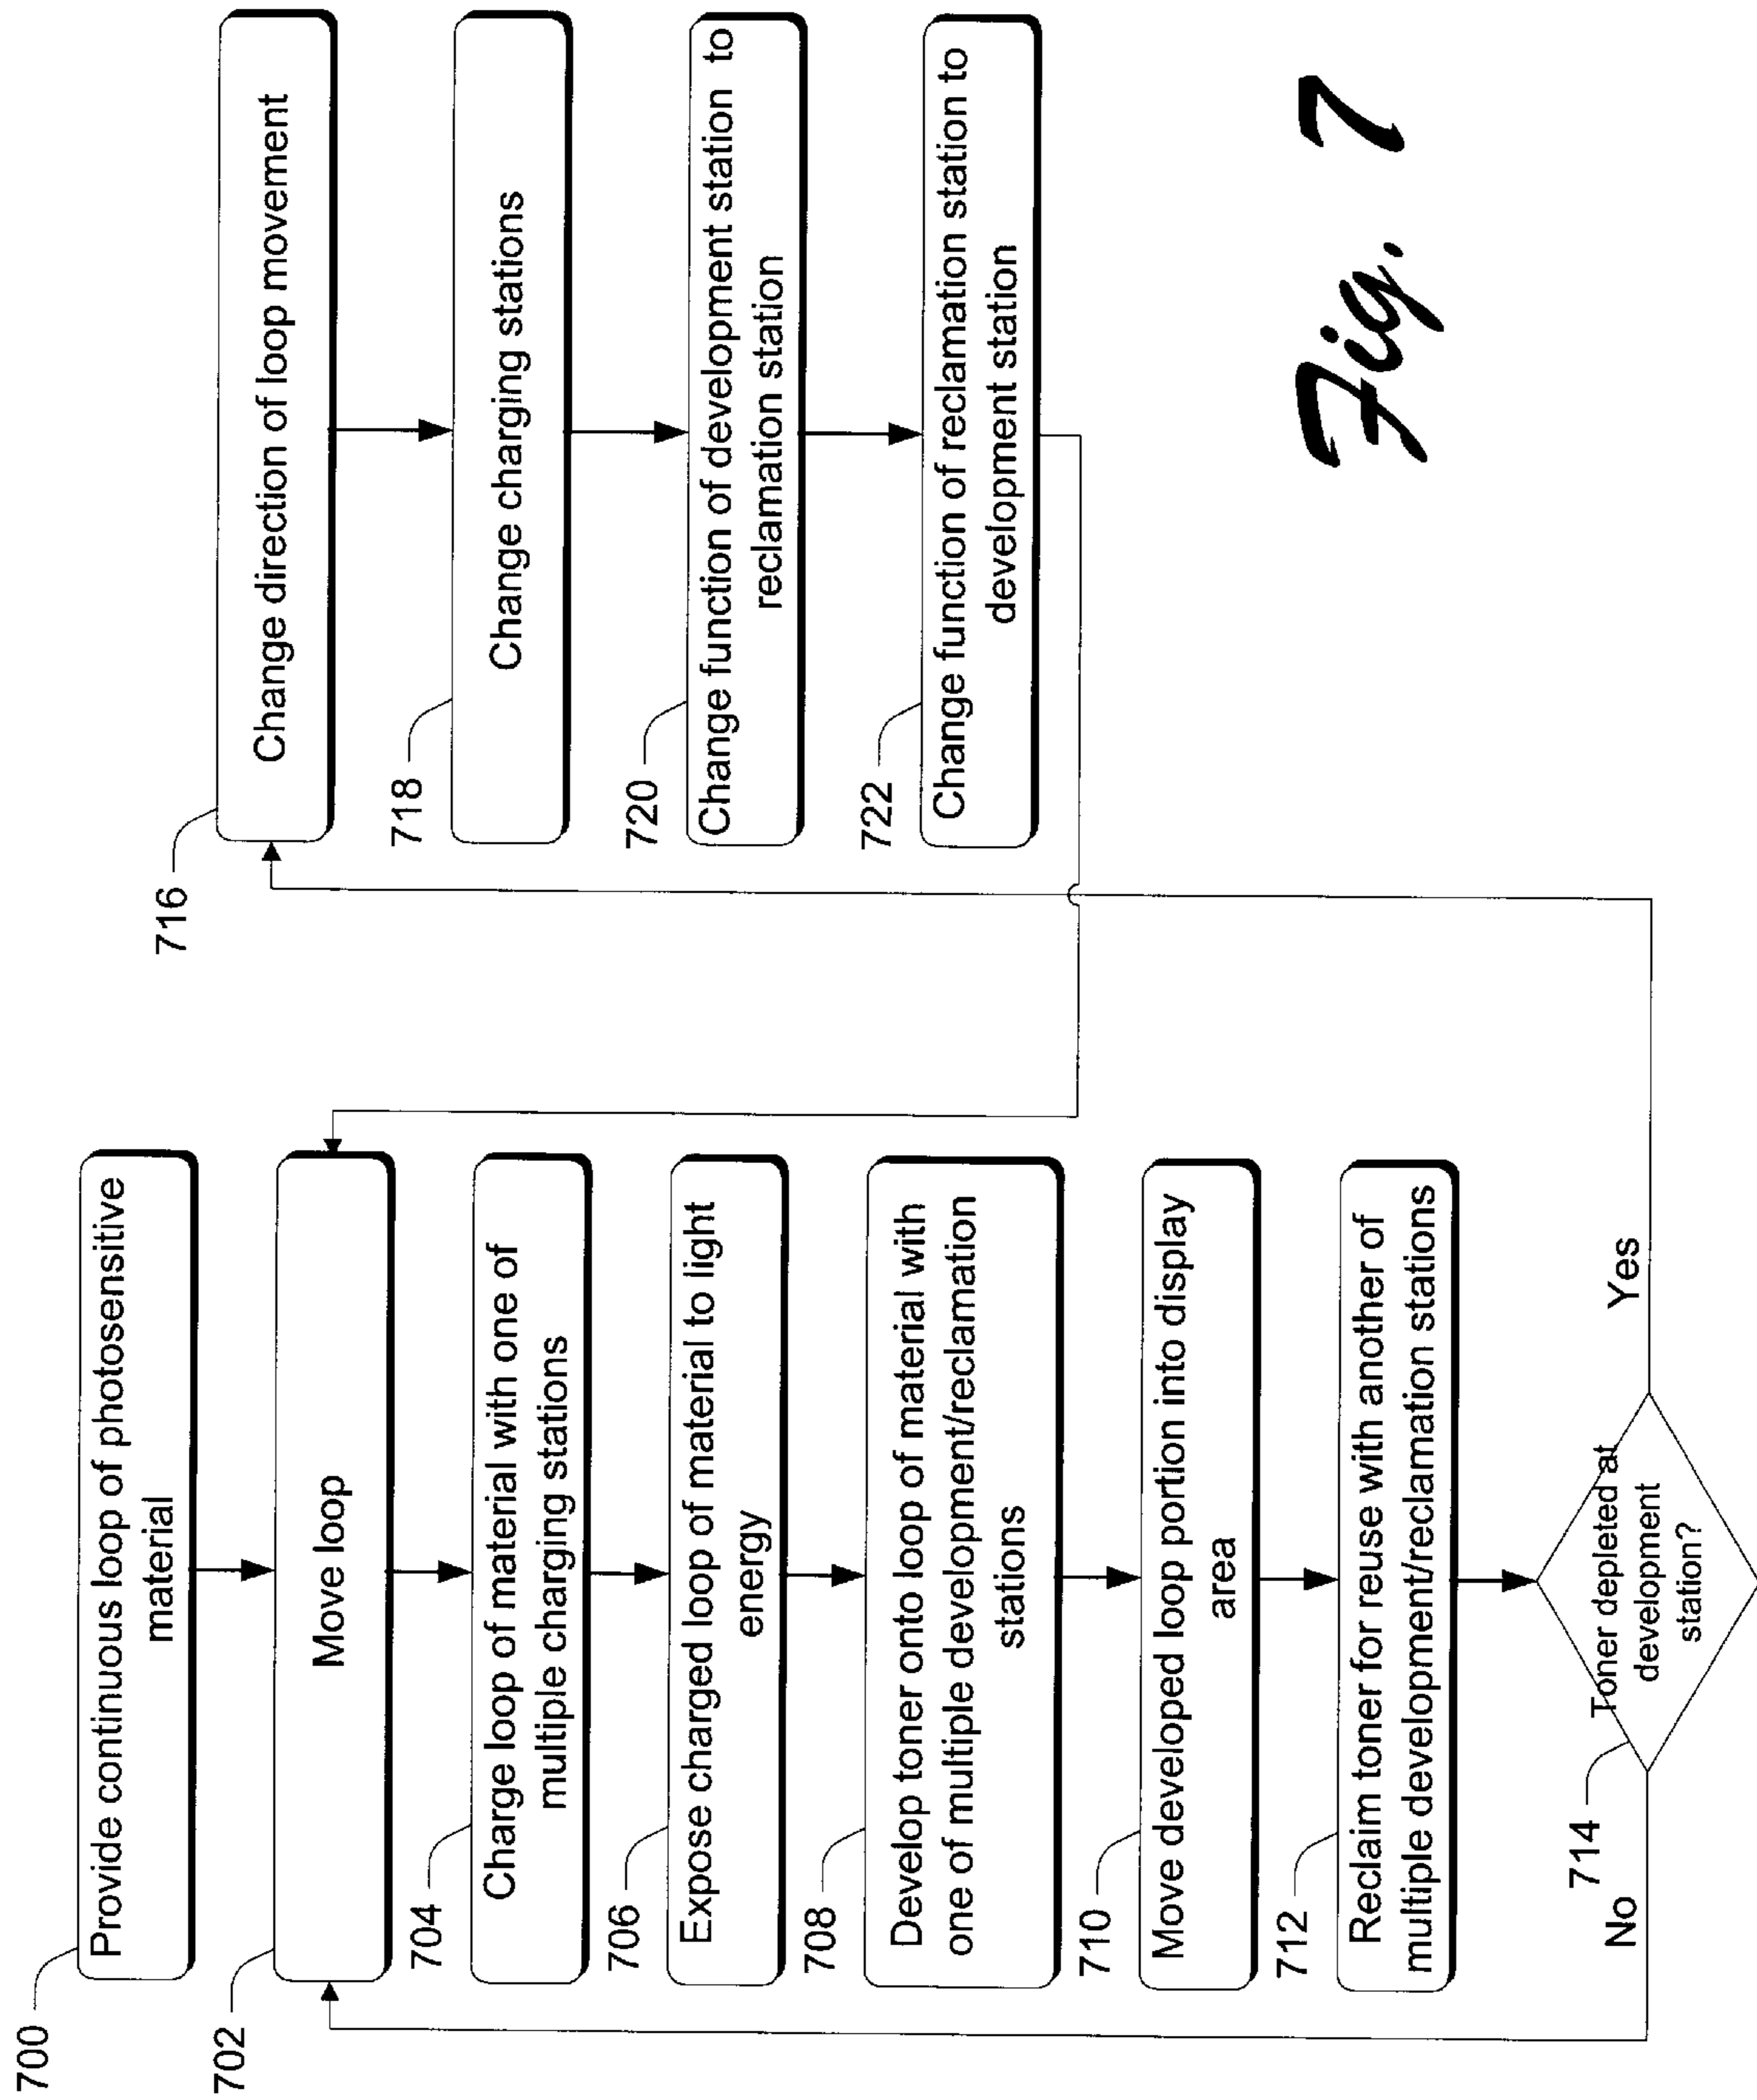 700
Provide continuous loop of photosensitive
material
702
Move loop
704
Charge loop of material with one of
multiple charging stations
706
Expose charged loop of material to light
energy
708
Develop toner onto loop of material with
one of multiple development/reclamation
stations
710
Move developed loop portion into display
area
712
Reclaim toner for reuse with another of
multiple development/reclamation stations
714
Toner depleted at
development
station?
No
Yes
716
Change direction of loop movement
718
Change charging stations
720
Change function of development station to
reclamation station
722
Change function of reclamation station to
development station
Fig. 7